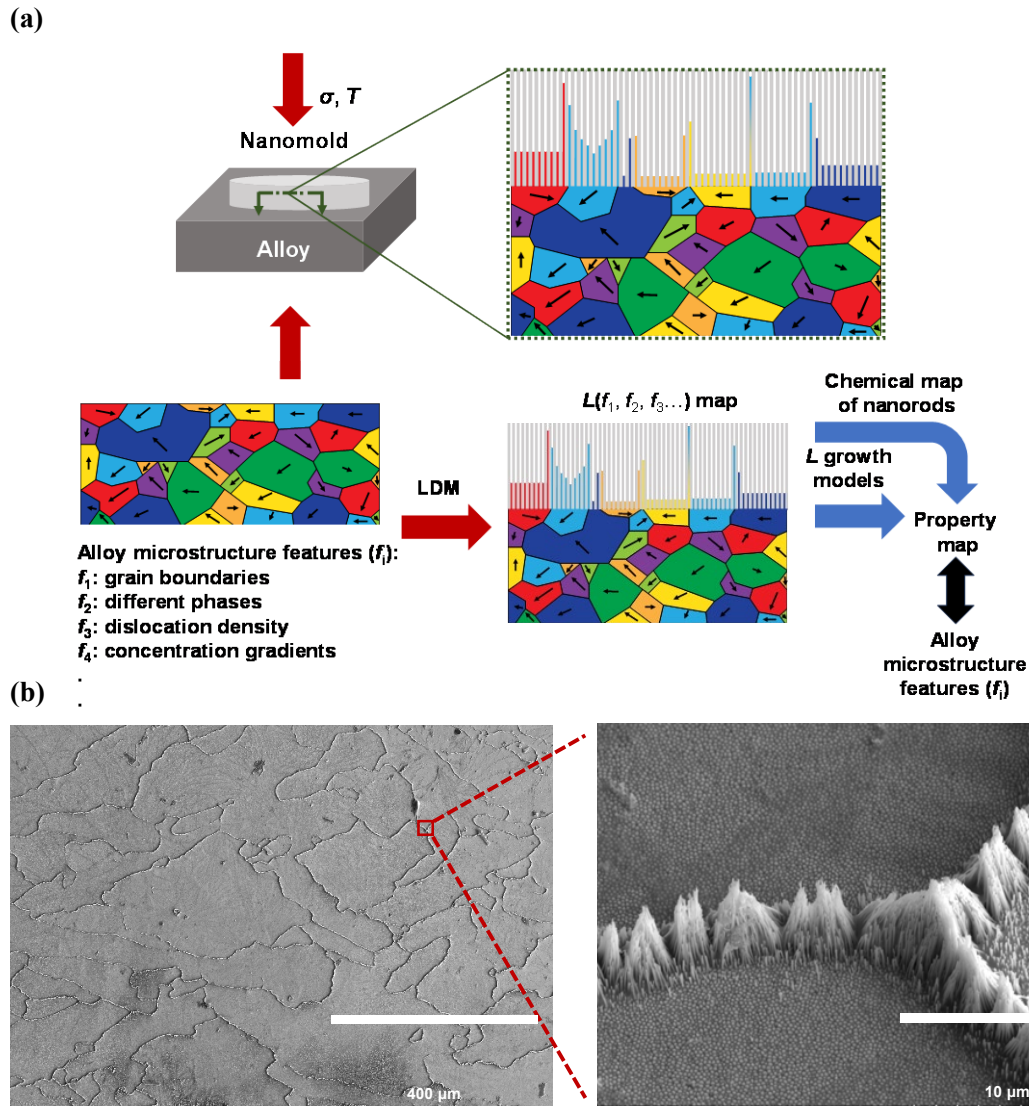 (a)
σ, T
Nanomold
Alloy
L(f1, f2, f3...) map
Chemical map
of nanorods
L growth
models
LDM
Property
map
Alloy microstructure features (fi):
f1: grain boundaries
f2: different phases
f3: dislocation density
f4: concentration gradients
.
.
Alloy
microstructure
features (fi)
(b)
400 μm
10 μm